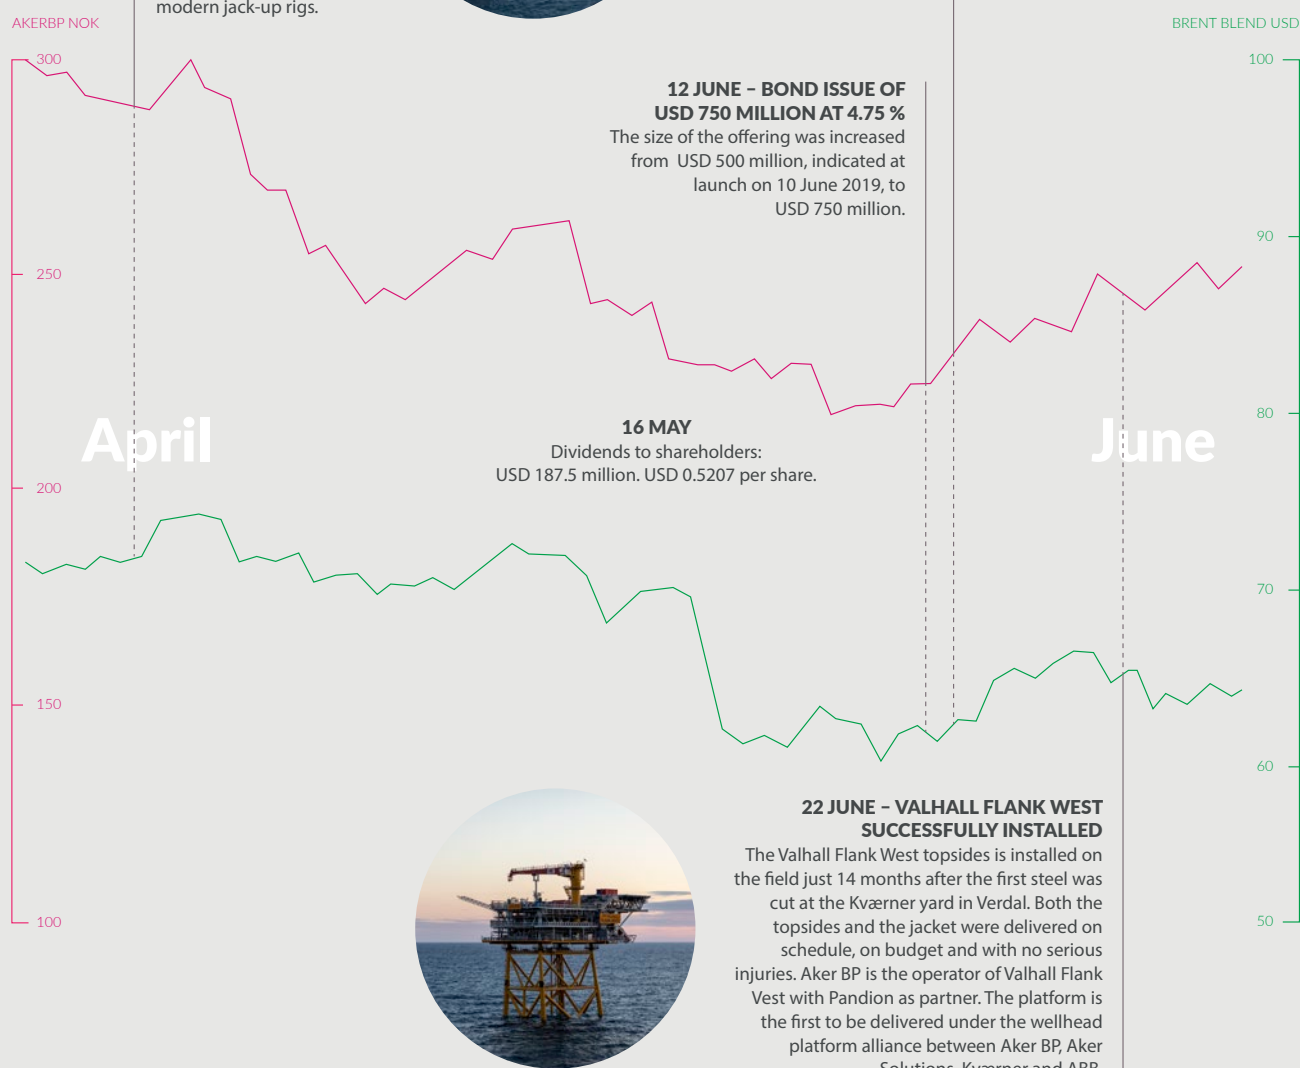 modern jack-up rigs.
AKERBP NOK
BRENT BLEND USD
300
100
12 JUNE – BOND ISSUE OF
USD 750 MILLION AT 4.75 %
The size of the offering was increased
from USD 500 million, indicated at
launch on 10 June 2019, to
USD 750 million.
90
250
80
April
16 MAY
Dividends to shareholders:
USD 187.5 million. USD 0.5207 per share.
June
200
70
150
60
22 JUNE – VALHALL FLANK WEST
SUCCESSFULLY INSTALLED
The Valhall Flank West topsides is installed on
the field just 14 months after the first steel was
cut at the Kværner yard in Verdal. Both the
topsides and the jacket were delivered on
schedule, on budget and with no serious
injuries. Aker BP is the operator of Valhall Flank
Vest with Pandion as partner. The platform is
the first to be delivered under the wellhead
platform alliance between Aker BP, Aker
Solutions, Kværner and ABB.
100
50